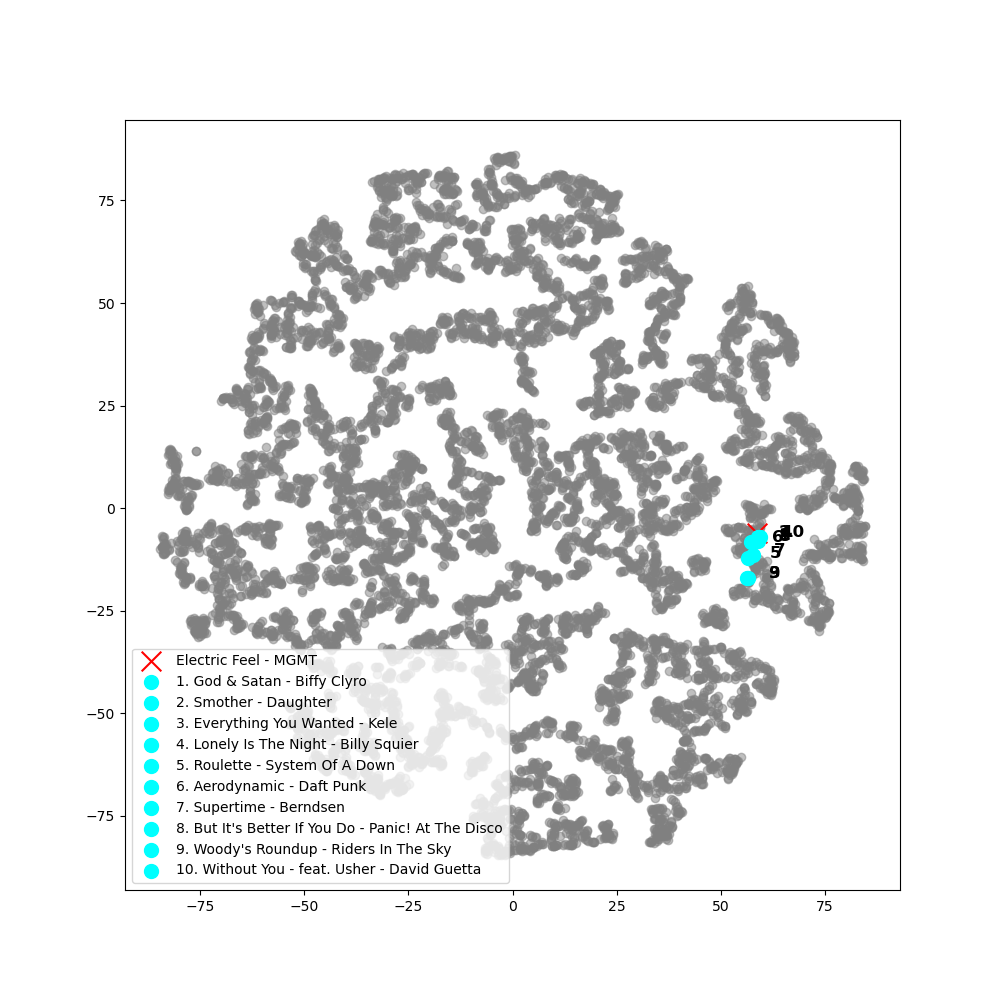 75
50
25
0
−25
−50
−75
6
10
7
5
9
Electric Feel - MGMT
1. God & Satan - Biffy Clyro
2. Smother - Daughter
3. Everything You Wanted - Kele
4. Lonely Is The Night - Billy Squier
5. Roulette - System Of A Down
6. Aerodynamic - Daft Punk
7. Supertime - Berndsen
8. But It's Better If You Do - Panic! At The Disco
9. Woody's Roundup - Riders In The Sky
10. Without You - feat. Usher - David Guetta
−75 −50 −25 0 25 50 75